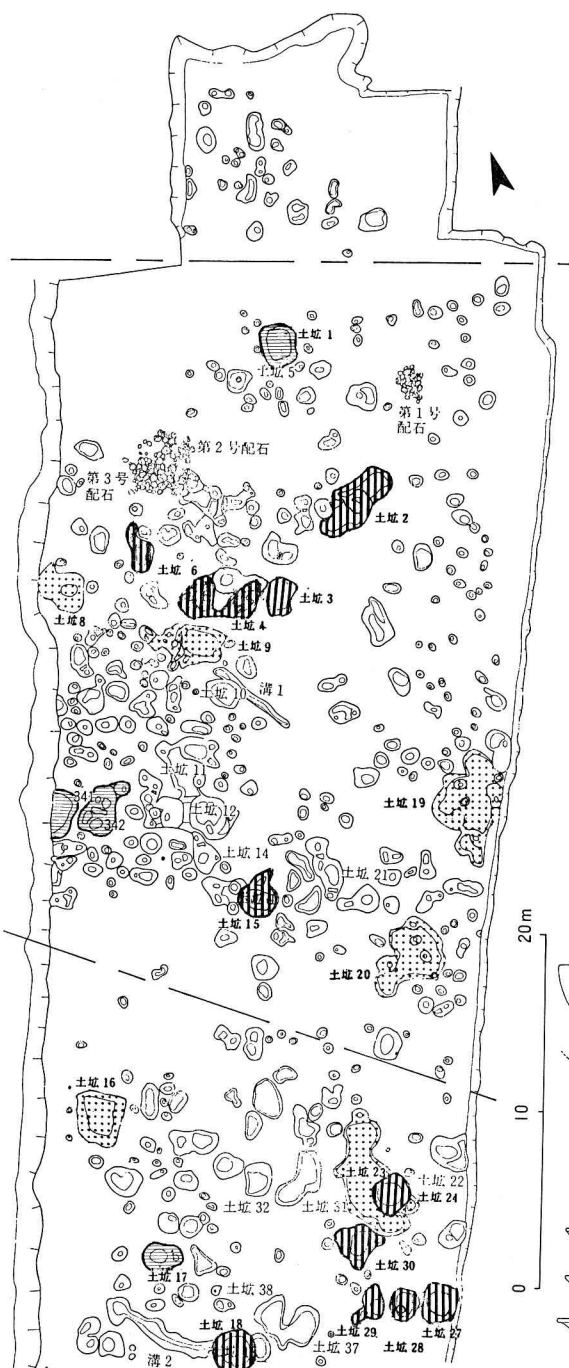 土坑 1
土坑 5
第1号
配石
第2号配石
第3号
配石
土坑 2
土坑 6
土坑 3
土坑 4
土坑8
土坑 9
土坑 10
溝 1
土坑 11
341
342
土坑 12
土坑 19
土坑 14
土坑 21
土坑 15
土坑 20
20m
土坑 16
10
土坑 23
土坑 22
土坑 24
土坑 32
土坑 31
土坑 30
土坑 17
0
土坑 38
土坑 18
土坑 29
土坑 28
土坑 27
土坑 37
溝 2